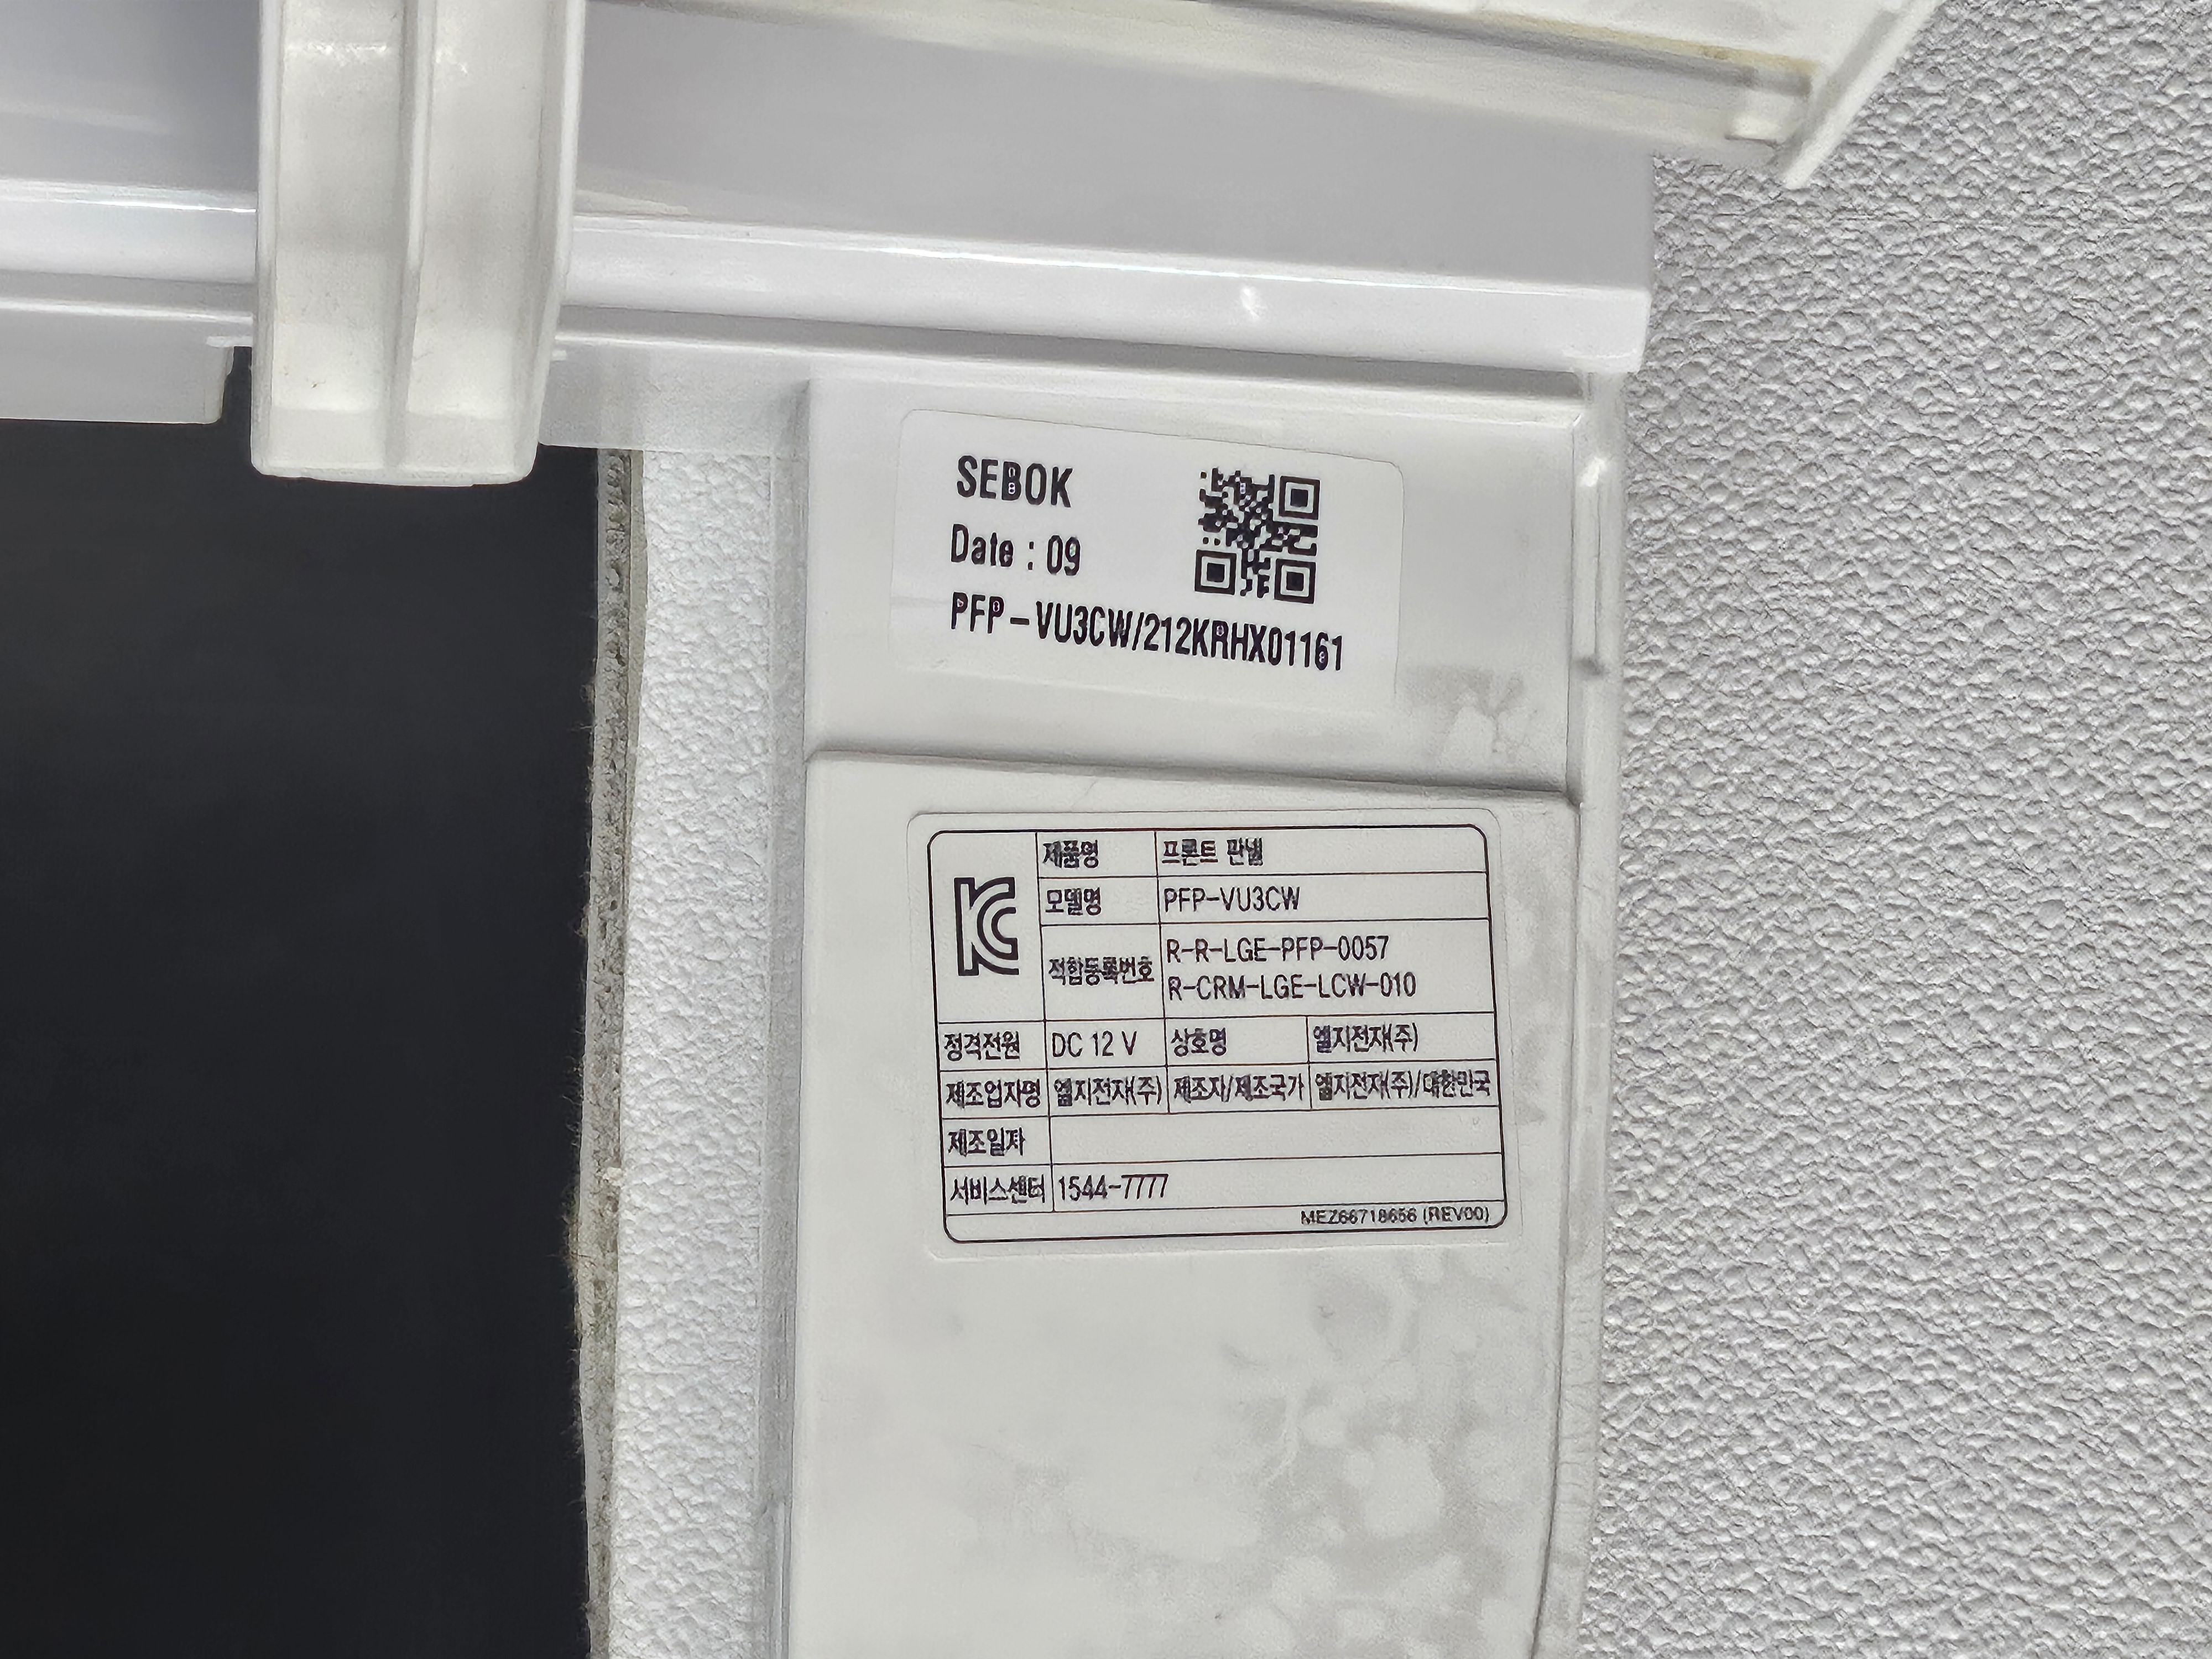 SEBOK
Date : 09
PFP-VU3CW/212KRHX01161
제품명 프론트 판넬
모델명 PFP-VU3CW
적합등록번호 R-R-LGE-PFP-0057
R-CRM-LGE-LCW-010
정격전원 DC 12 V 상호명 엘지전자(주)
제조업자명 엘지전자(주) 제조자/제조국가 엘지전자(주)/대한민국
제조일자
서비스센터 1544-7777
MEZ66718656 (REV00)